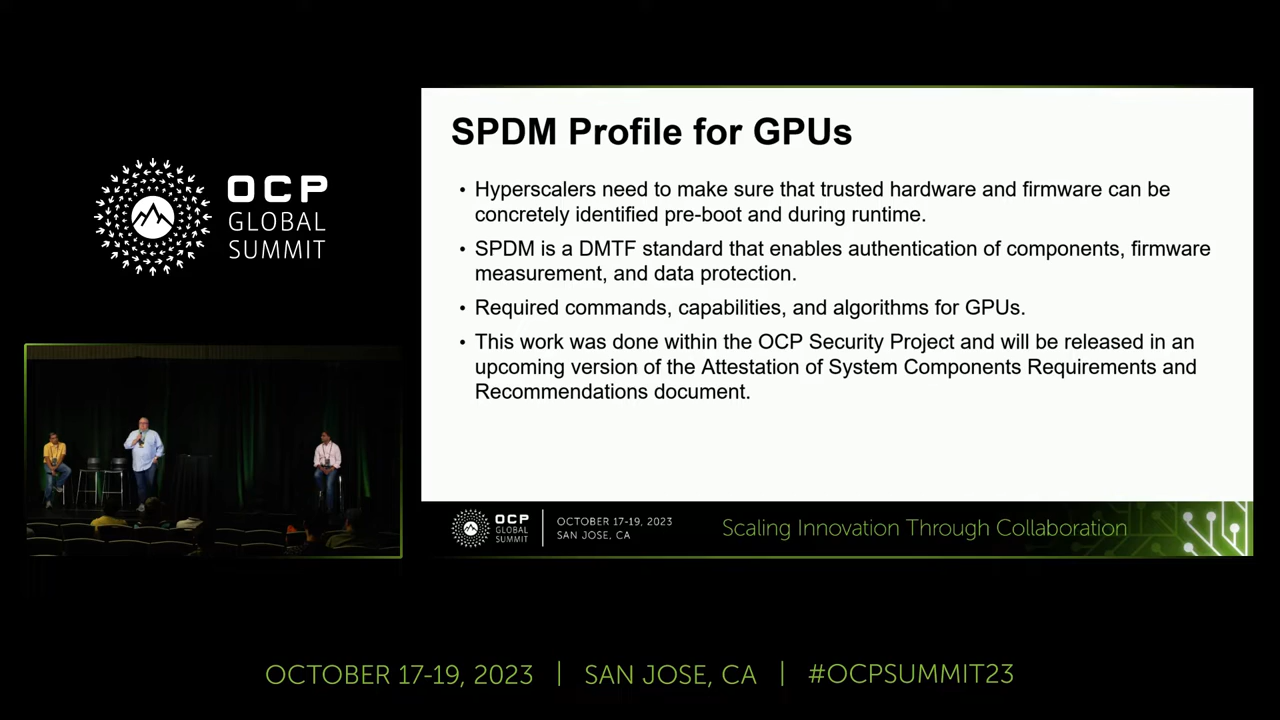 OCP
GLOBAL
SUMMIT
SPDM Profile for GPUs
• Hyperscalers need to make sure that trusted hardware and firmware can be
concretely identified pre-boot and during runtime.
• SPDM is a DMTF standard that enables authentication of components, firmware
measurement, and data protection.
• Required commands, capabilities, and algorithms for GPUs.
• This work was done within the OCP Security Project and will be released in an
upcoming version of the Attestation of System Components Requirements and
Recommendations document.
OCP
GLOBAL
SUMMIT
OCTOBER 17-19, 2023
SAN JOSE, CA
Scaling Innovation Through Collaboration
OCTOBER 17-19, 2023 | SAN JOSE, CA | #OCPSUMMIT23